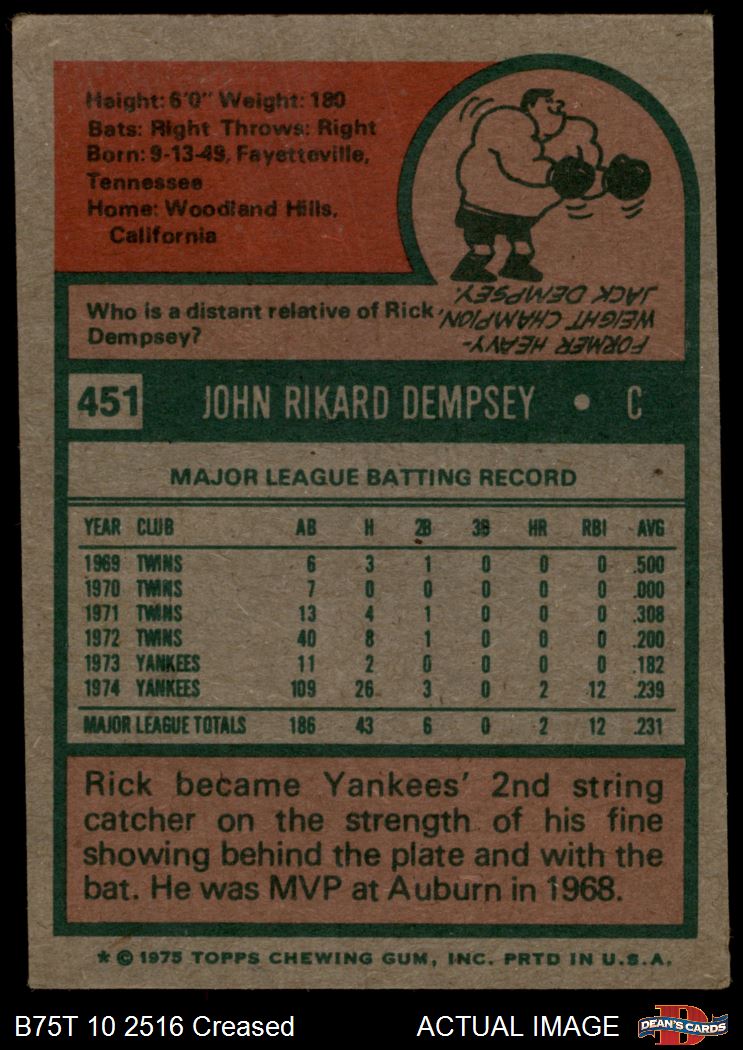 Height: 6'0" Weight: 180
Bats: Right Throws: Right
Born: 9-13-49, Fayetteville,
Tennessee
Home: Woodland Hills,
California
Who is a distant relative of Rick
Dempsey?
FORMER HEAVY-
WEIGHT CHAMPION,
JACK DEMPSEY.
451 JOHN RIKARD DEMPSEY • C
MAJOR LEAGUE BATTING RECORD
YEAR CLUB AB H 2B 3B HR RBI AVG
1969 TWINS 6 3 1 0 0 0 .500
1970 TWINS 7 0 0 0 0 0 .000
1971 TWINS 13 4 1 0 0 0 .308
1972 TWINS 40 8 1 0 0 0 .200
1973 YANKEES 11 2 0 0 0 0 .182
1974 YANKEES 109 26 3 0 2 12 .239
MAJOR LEAGUE TOTALS 186 43 6 0 2 12 .231
Rick became Yankees' 2nd string
catcher on the strength of his fine
showing behind the plate and with the
bat. He was MVP at Auburn in 1968.
* © 1975 TOPPS CHEWING GUM, INC. PRTD IN U.S.A.
B75T 10 2516 Creased ACTUAL IMAGE
D
DEAN'S CARDS